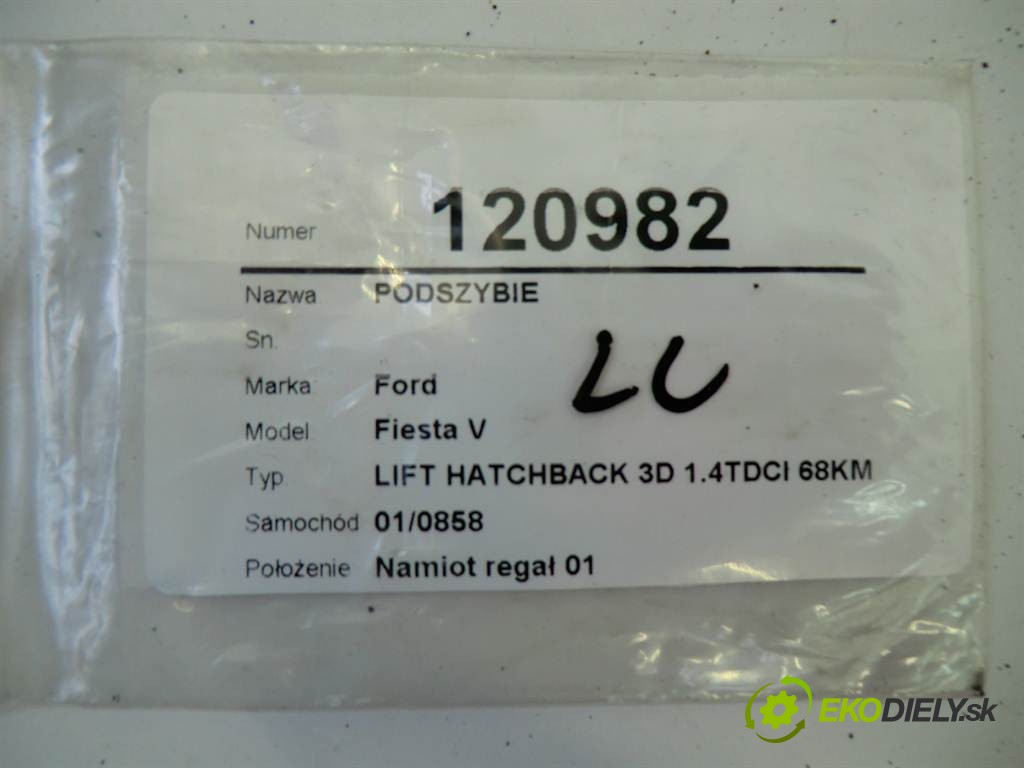 Numer 120982
Nazwa PODSZYBIE
Sn.
LU
Marka Ford
Model Fiesta V
Typ LIFT HATCHBACK 3D 1.4TDCI 68KM
Samochód 01/0858
Położenie Namiot regał 01
EKODIELY.sk